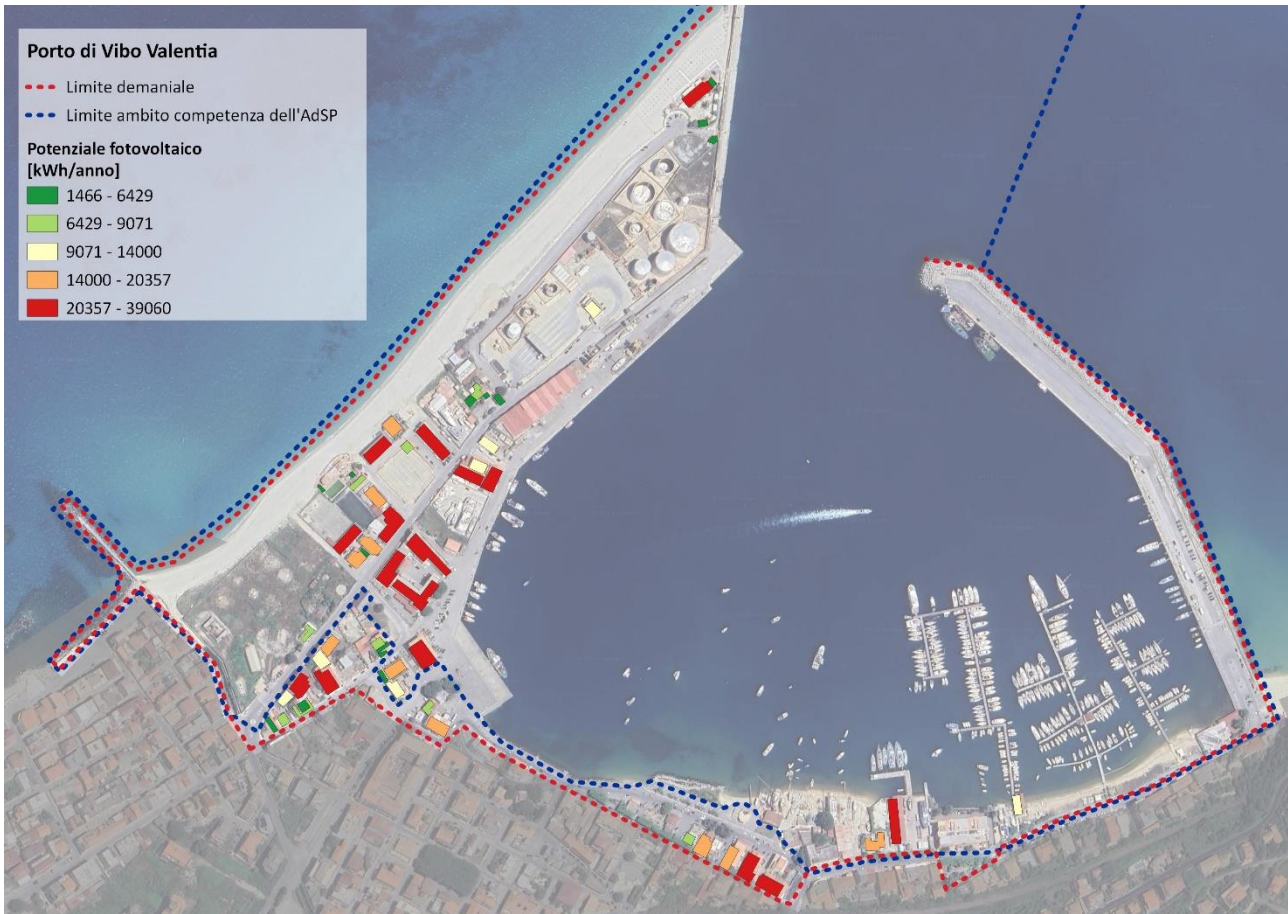 Porto di Vibo Valentia
Limite demaniale
Limite ambito competenza dell'AdSP
Potenziale fotovoltaico
[kWh/anno]
1466 - 6429
6429 - 9071
9071 - 14000
14000 - 20357
20357 - 39060